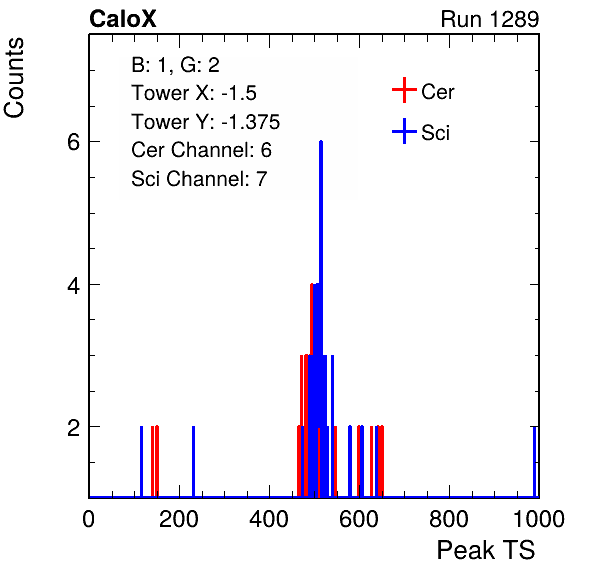 CaloX Run 1289
Counts
B: 1, G: 2
Tower X: -1.5
Tower Y: -1.375
Cer Channel: 6
Sci Channel: 7
Cer
Sci
6
4
2
0 200 400 600 800 1000
Peak TS